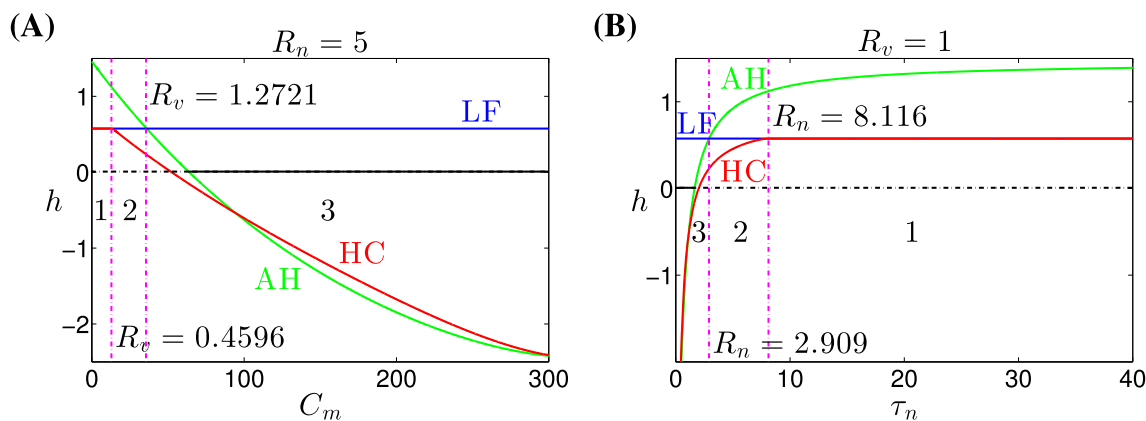 (A)
R_n = 5
1
0
−1
−2
h
R_v = 1.2721
LF
1 2 3
HC
AH
R_v = 0.4596
0 100 200 300
C_m
(B)
R_v = 1
1
0
−1
h
AH
LF
R_n = 8.116
HC
3 2 1
R_n = 2.909
0 10 20 30 40
τ_n